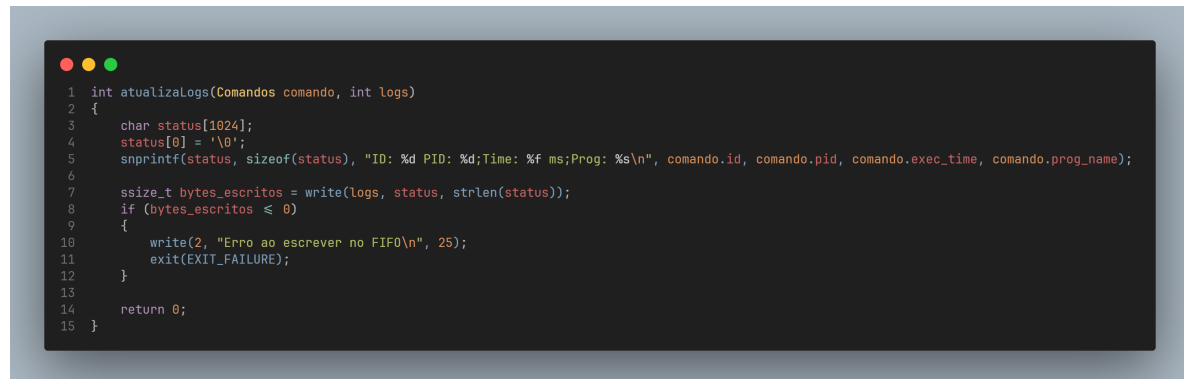 1 int atualizaLogs(Comandos comando, int logs)
2 {
3     char status[1024];
4     status[0] = '\0';
5     snprintf(status, sizeof(status), "ID: %d PID: %d;Time: %f ms;Prog: %s\n", comando.id, comando.pid, comando.exec_time, comando.prog_name);
6
7     ssize_t bytes_escritos = write(logs, status, strlen(status));
8     if (bytes_escritos ⩽ 0)
9     {
10         write(2, "Erro ao escrever no FIFO\n", 25);
11         exit(EXIT_FAILURE);
12     }
13
14     return 0;
15 }